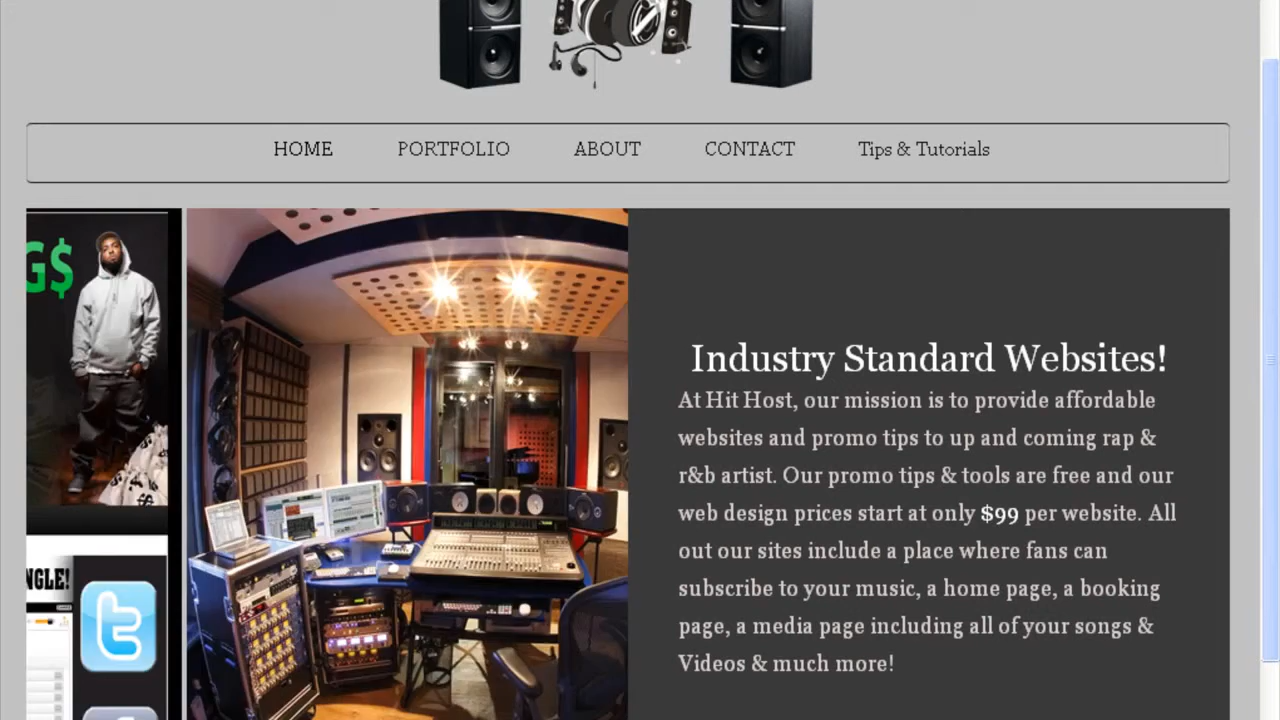 HOME PORTFOLIO ABOUT CONTACT Tips & Tutorials
G$
NGLE!
t
Industry Standard Websites!
At Hit Host, our mission is to provide affordable
websites and promo tips to up and coming rap &
r&b artist. Our promo tips & tools are free and our
web design prices start at only $99 per website. All
out our sites include a place where fans can
subscribe to your music, a home page, a booking
page, a media page including all of your songs &
Videos & much more!